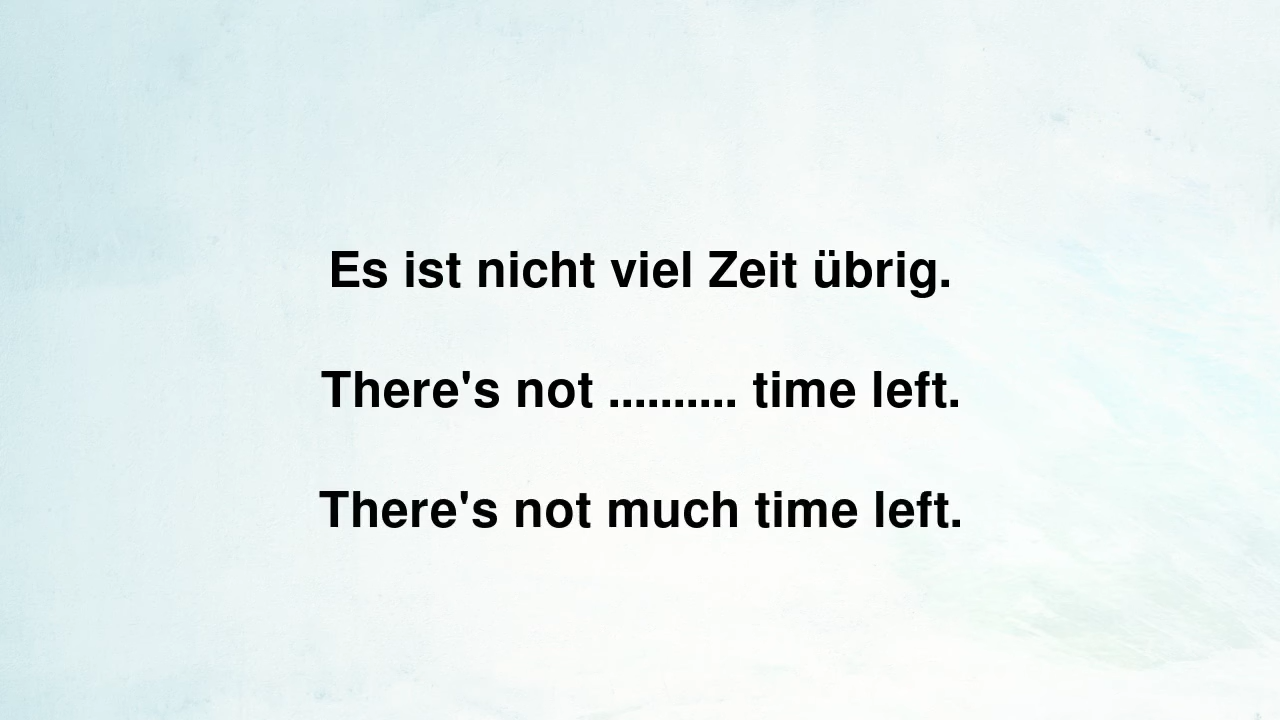 Es ist nicht viel Zeit übrig.
There's not .......... time left.
There's not much time left.